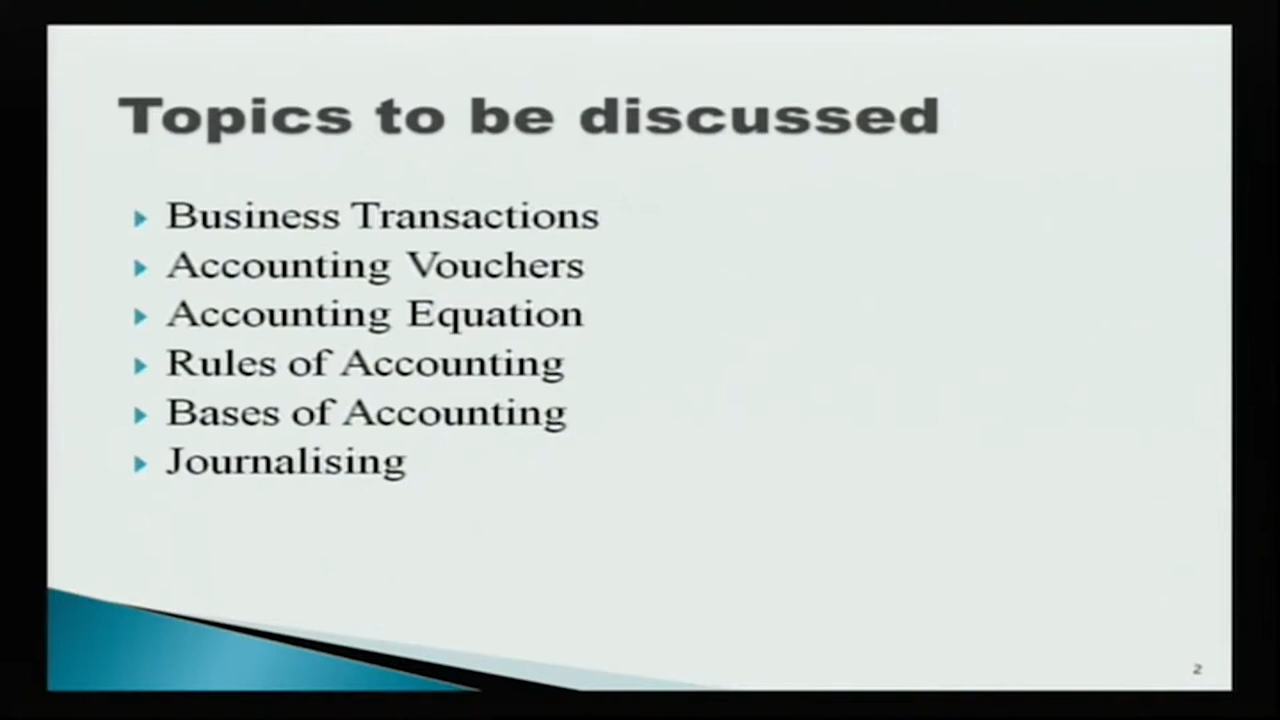 Topics to be discussed
Business Transactions
Accounting Vouchers
Accounting Equation
Rules of Accounting
Bases of Accounting
Journalising
2